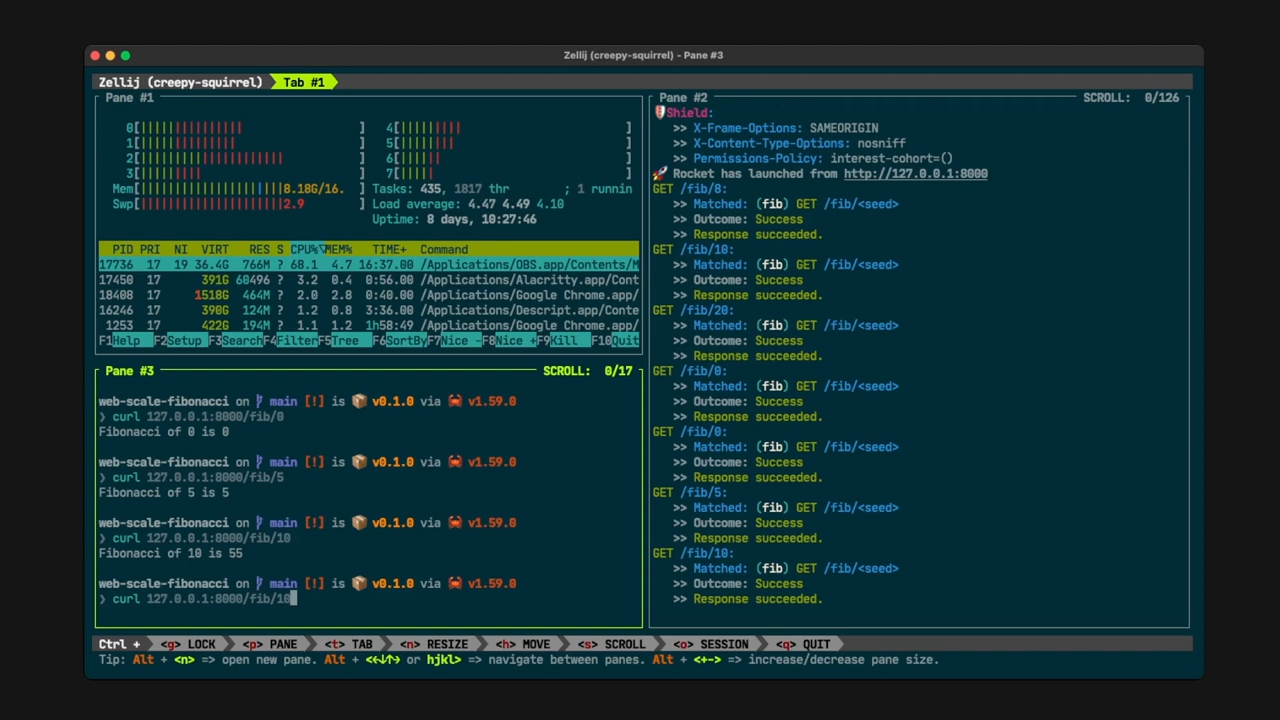 Zellij (creepy-squirrel) - Pane #3
Zellij (creepy-squirrel) Tab #1
Pane #1
0[ ] 4[ ]
1[ ] 5[ ]
2[ ] 6[ ]
3[ ] 7[ ]
Mem[ 8.18G/16. ] Tasks: 435, 1817 thr ; 1 runnin
Swp[ 2.9 ] Load average: 4.47 4.49 4.10
Uptime: 8 days, 10:27:46
PID PRI NI VIRT RES S CPU%▽MEM% TIME+ Command
17736 17 19 36.4G 766M ? 68.1 4.7 16:37.00 /Applications/OBS.app/Contents/M
17450 17 391G 60496 ? 3.2 0.4 0:56.00 /Applications/Alacritty.app/Cont
18408 17 1518G 464M ? 2.0 2.8 0:40.00 /Applications/Google Chrome.app/
16246 17 390G 124M ? 1.2 0.8 3:36.00 /Applications/Descript.app/Conte
1253 17 422G 194M ? 1.1 1.2 1h58:49 /Applications/Google Chrome.app/
F1Help F2Setup F3SearchF4FilterF5Tree F6SortByF7Nice -F8Nice +F9Kill F10Quit
Pane #3 SCROLL: 0/17
web-scale-fibonacci on main [!] is 📦 v0.1.0 via 🦀 v1.59.0
❯ curl 127.0.0.1:8000/fib/0
Fibonacci of 0 is 0
web-scale-fibonacci on main [!] is 📦 v0.1.0 via 🦀 v1.59.0
❯ curl 127.0.0.1:8000/fib/5
Fibonacci of 5 is 5
web-scale-fibonacci on main [!] is 📦 v0.1.0 via 🦀 v1.59.0
❯ curl 127.0.0.1:8000/fib/10
Fibonacci of 10 is 55
web-scale-fibonacci on main [!] is 📦 v0.1.0 via 🦀 v1.59.0
❯ curl 127.0.0.1:8000/fib/10
Pane #2 SCROLL: 0/126
Shield:
>> X-Frame-Options: SAMEORIGIN
>> X-Content-Type-Options: nosniff
>> Permissions-Policy: interest-cohort=()
🚀 Rocket has launched from http://127.0.0.1:8000
GET /fib/8:
>> Matched: (fib) GET /fib/<seed>
>> Outcome: Success
>> Response succeeded.
GET /fib/10:
>> Matched: (fib) GET /fib/<seed>
>> Outcome: Success
>> Response succeeded.
GET /fib/20:
>> Matched: (fib) GET /fib/<seed>
>> Outcome: Success
>> Response succeeded.
GET /fib/0:
>> Matched: (fib) GET /fib/<seed>
>> Outcome: Success
>> Response succeeded.
GET /fib/0:
>> Matched: (fib) GET /fib/<seed>
>> Outcome: Success
>> Response succeeded.
GET /fib/5:
>> Matched: (fib) GET /fib/<seed>
>> Outcome: Success
>> Response succeeded.
GET /fib/10:
>> Matched: (fib) GET /fib/<seed>
>> Outcome: Success
>> Response succeeded.
Ctrl + <g> LOCK <p> PANE <t> TAB <n> RESIZE <h> MOVE <s> SCROLL <o> SESSION <q> QUIT
Tip: Alt + <n> => open new pane. Alt + <←↓↑→> or hjkl> => navigate between panes. Alt + <+-> => increase/decrease pane size.